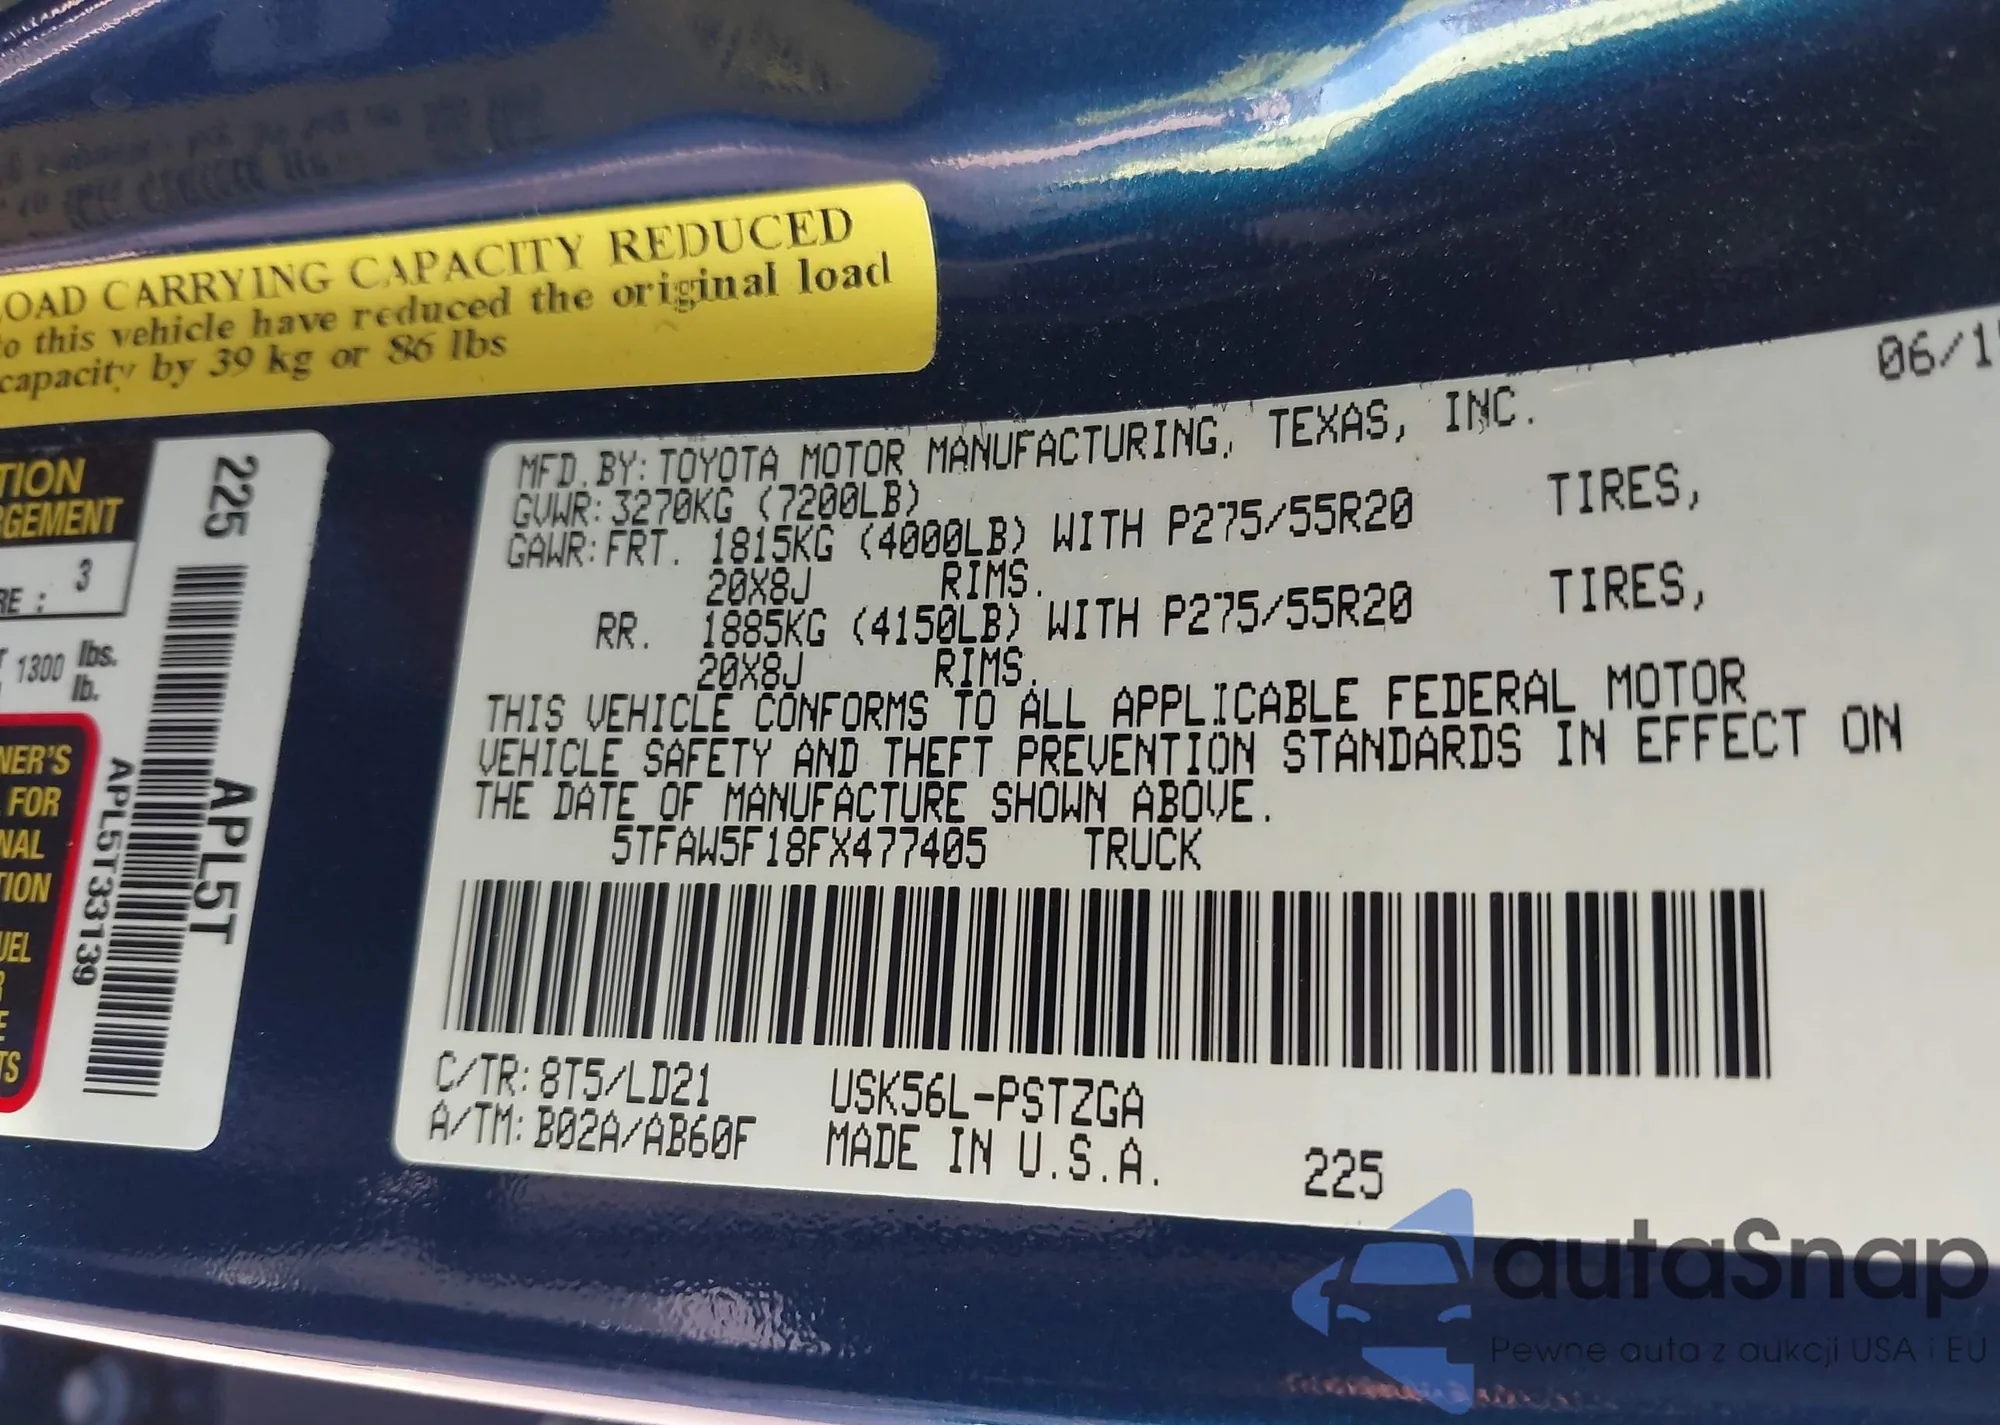 LOAD CARRYING CAPACITY REDUCED
to this vehicle have reduced the original load
capacity by 39 kg or 86 lbs
3
1300 lbs.
lb.
NER'S
FOR
225
APL5T
APL5T33139
06/1
MFD.BY:TOYOTA MOTOR MANUFACTURING, TEXAS, INC.
GVWR:3270KG (7200LB)
GAWR:FRT. 1815KG (4000LB) WITH P275/55R20 TIRES,
20X8J RIMS.
RR. 1885KG (4150LB) WITH P275/55R20 TIRES,
20X8J RIMS.
THIS VEHICLE CONFORMS TO ALL APPLICABLE FEDERAL MOTOR
VEHICLE SAFETY AND THEFT PREVENTION STANDARDS IN EFFECT ON
THE DATE OF MANUFACTURE SHOWN ABOVE.
5TFAW5F18FX477405 TRUCK
C/TR:8T5/LD21 USK56L-PSTZGA
A/TM:B02A/AB60F MADE IN U.S.A. 225
autaSnap
Pewne auta z aukcji USA i EU